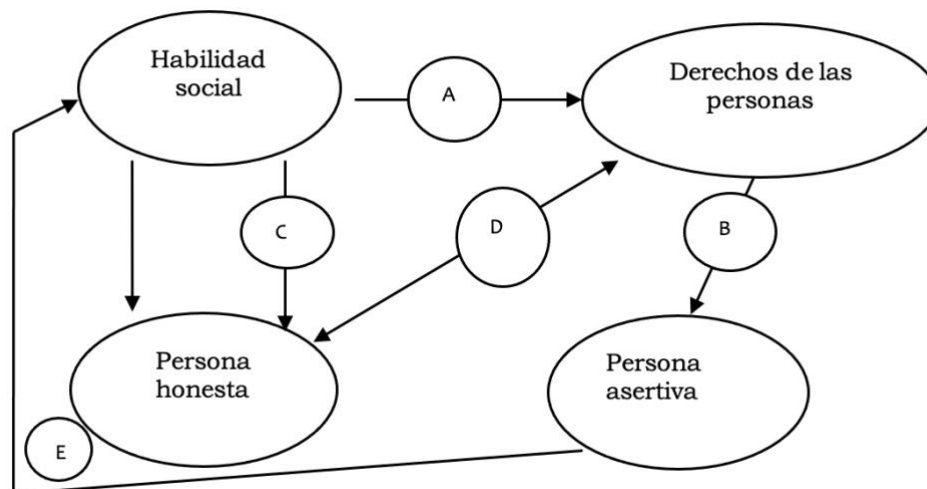 Habilidad
social
A
Derechos de las
personas
C
D
B
Persona
honesta
Persona
asertiva
E